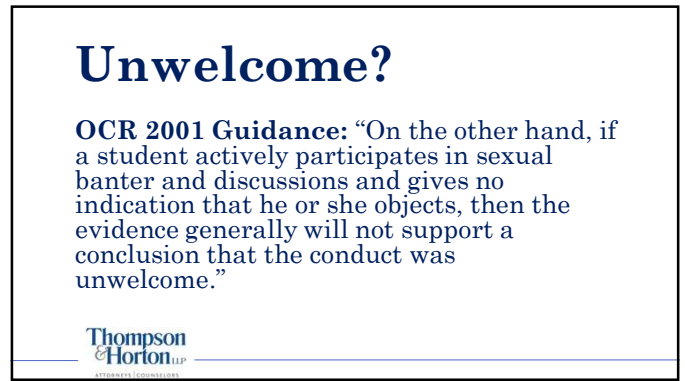 Unwelcome?
OCR 2001 Guidance: “On the other hand, if
a student actively participates in sexual
banter and discussions and gives no
indication that he or she objects, then the
evidence generally will not support a
conclusion that the conduct was
unwelcome.”
Thompson
&Horton LLP
ATTORNEYS | COUNSELORS